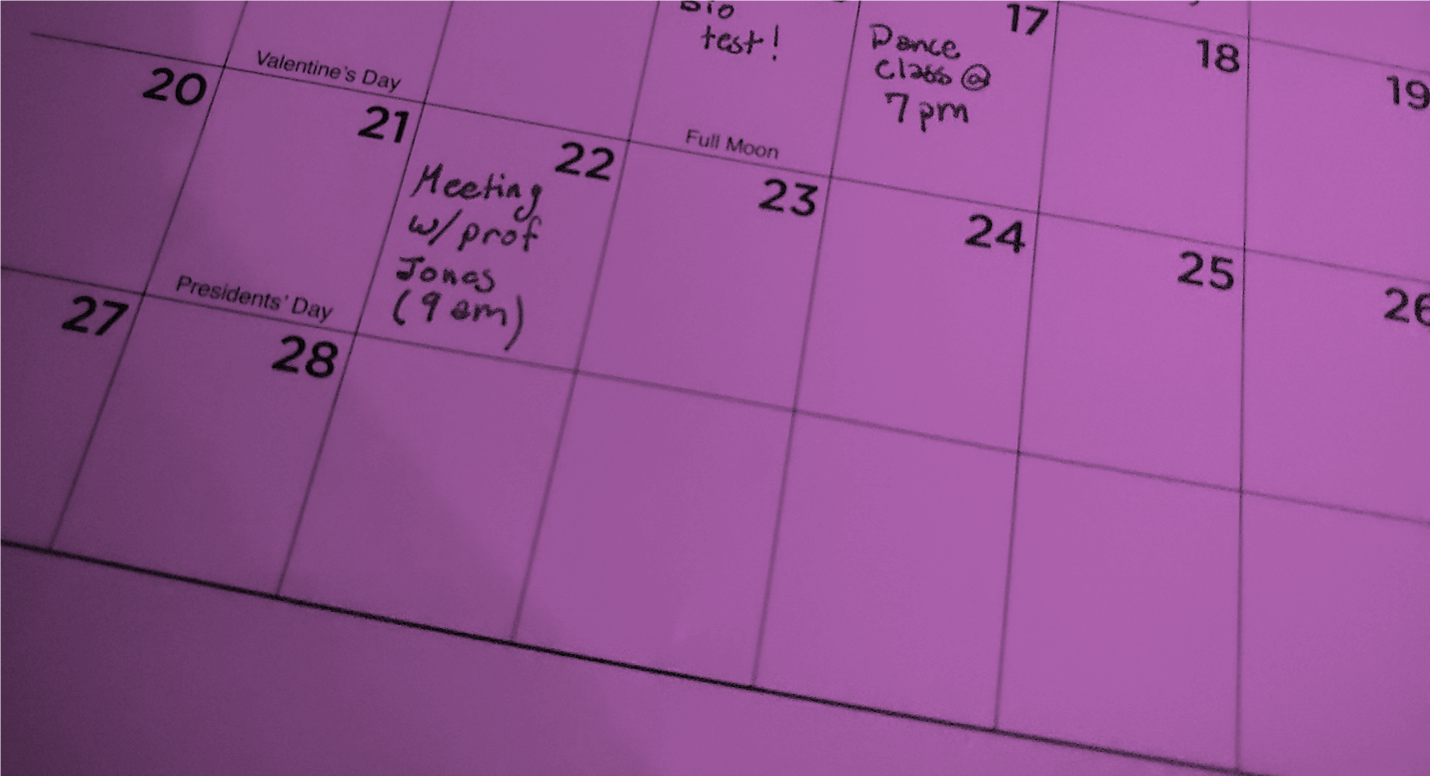 Bio
test!
17
Dance
class @
7 pm
18
19
Valentine's Day
Full Moon
20
21
22
Meeting
w/prof
Jones
(9 am)
23
24
25
26
Presidents' Day
27
28